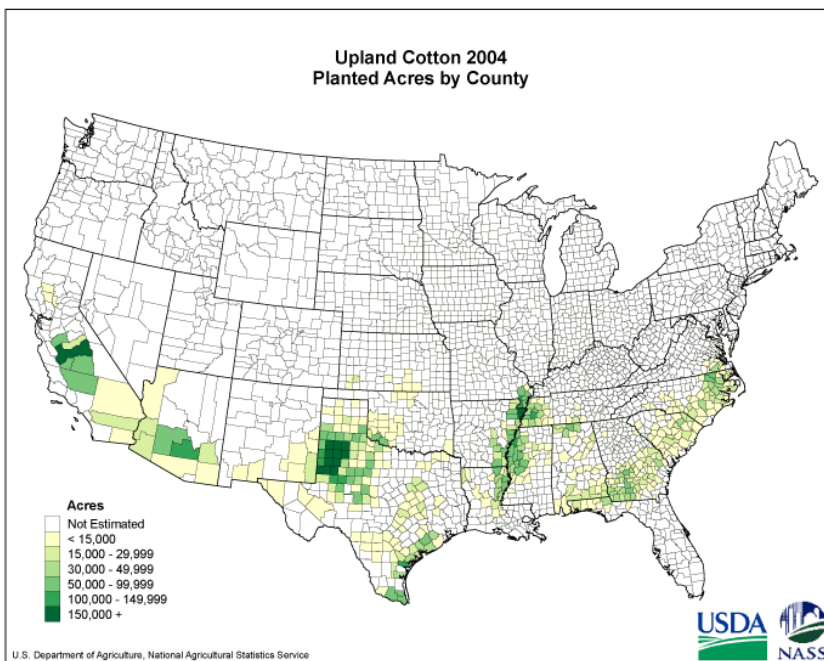 Upland Cotton 2004
Planted Acres by County
Acres
Not Estimated
< 15,000
15,000 - 29,999
30,000 - 49,999
50,000 - 99,999
100,000 - 149,999
150,000 +
USDA
NASS
U.S. Department of Agriculture, National Agricultural Statistics Service